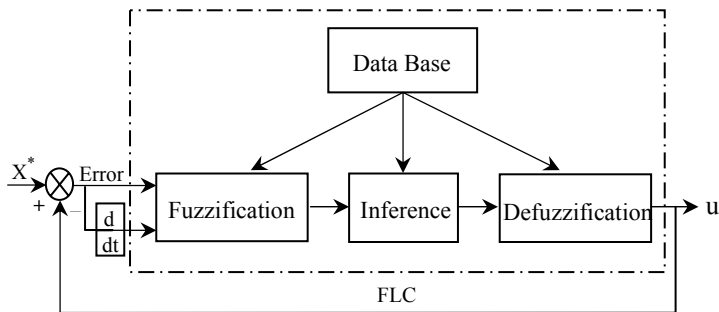 Data Base
X*
Error
+
−
d
dt
Fuzzification
Inference
Defuzzification
u
FLC